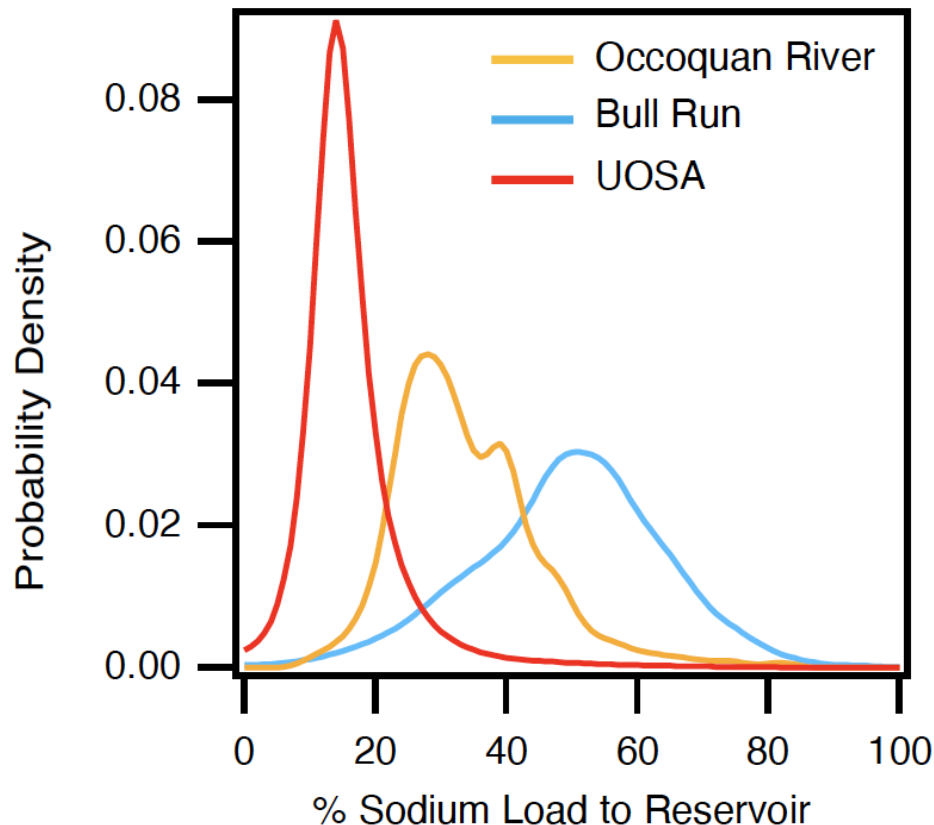 Occoquan River
Bull Run
UOSA
Probability Density
0.08
0.06
0.04
0.02
0.00
0 20 40 60 80 100
% Sodium Load to Reservoir